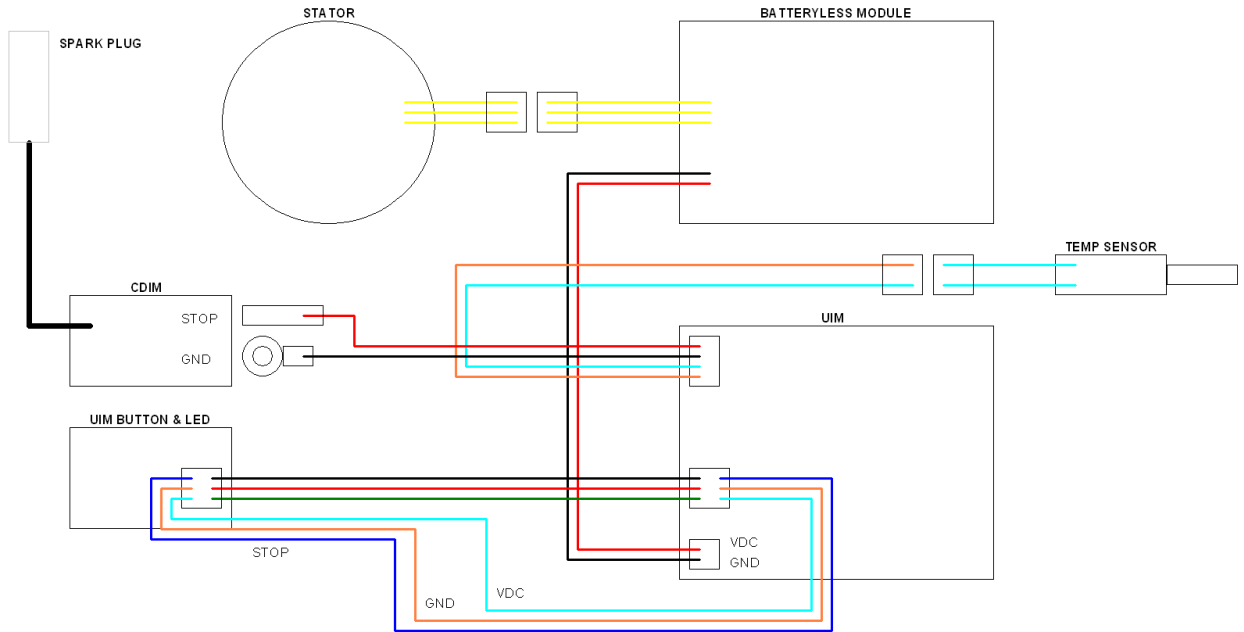 STATOR
BATTERYLESS MODULE
SPARK PLUG
TEMP SENSOR
CDIM
UIM
STOP
GND
UIM BUTTON & LED
VDC
GND
STOP
VDC
GND